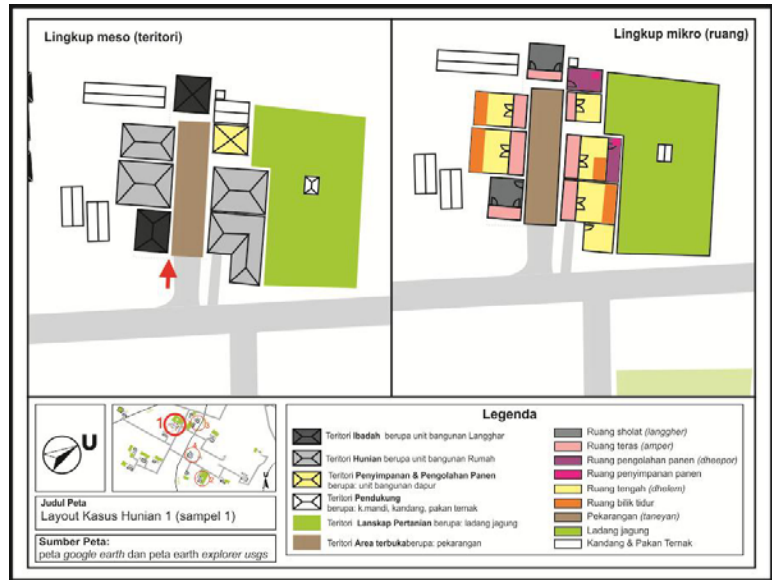 Lingkup meso (teritori)
Lingkup mikro (ruang)
U
1
Judul Peta
Layout Kasus Hunian 1 (sampel 1)
Sumber Peta:
peta google earth dan peta earth explorer usgs
Legenda
Teritori Ibadah berupa unit bangunan Langghar
Teritori Hunian berupa unit bangunan Rumah
Teritori Penyimpanan & Pengolahan Panen
berupa: unit bangunan dapur
Teritori Pendukung
berupa: k.mandi, kandang, pakan ternak
Teritori Lanskap Pertanian berupa: ladang jagung
Teritori Area terbukaberupa: pekarangan
Ruang sholat (langgher)
Ruang teras (amper)
Ruang pengolahan panen (dheopor)
Ruang penyimpanan panen
Ruang tengah (dholem)
Ruang bilik tidur
Pekarangan (taneyan)
Ladang jagung
Kandang & Pakan Ternak